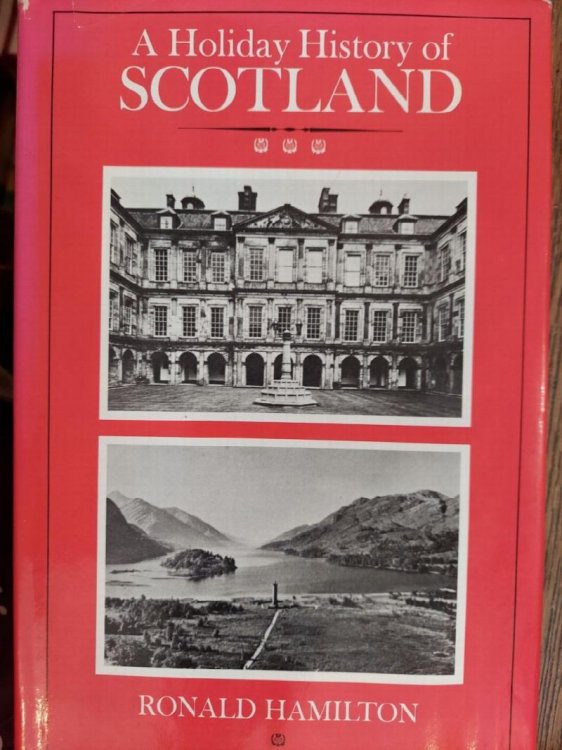 A Holiday History of
SCOTLAND
RONALD HAMILTON